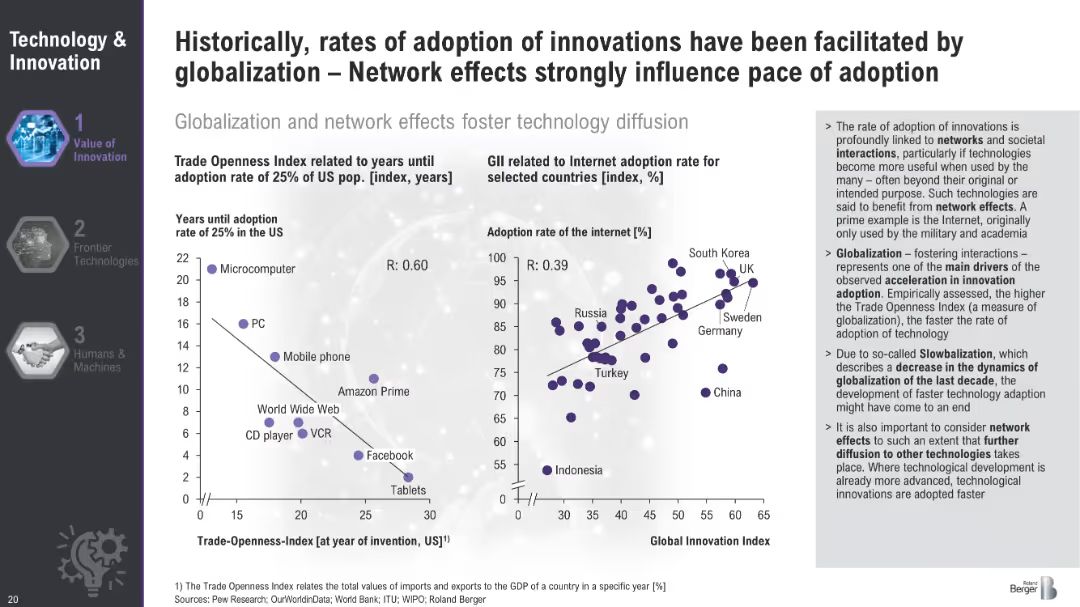 Technology &
Innovation
1
Value of
Innovation
2
Frontier
Technologies
3
Humans &
Machines
20
Historically, rates of adoption of innovations have been facilitated by
globalization – Network effects strongly influence pace of adoption
Globalization and network effects foster technology diffusion
Trade Openness Index related to years until
adoption rate of 25% of US pop. [index, years]
Years until adoption
rate of 25% in the US
22
20
18
16
14
12
10
8
6
4
2
0
R: 0.60
Microcomputer
PC
Mobile phone
Amazon Prime
World Wide Web
CD player
VCR
Facebook
Tablets
0
15
20
25
30
Trade-Openness-Index [at year of invention, US]1)
GII related to Internet adoption rate for
selected countries [index, %]
Adoption rate of the internet [%]
100
95
90
85
80
75
70
65
60
55
0
R: 0.39
South Korea
UK
Russia
Sweden
Germany
Turkey
China
Indonesia
0
30
35
40
45
50
55
60
65
Global Innovation Index
> The rate of adoption of innovations is
profoundly linked to networks and societal
interactions, particularly if technologies
become more useful when used by the
many – often beyond their original or
intended purpose. Such technologies are
said to benefit from network effects. A
prime example is the Internet, originally
only used by the military and academia
> Globalization – fostering interactions –
represents one of the main drivers of the
observed acceleration in innovation
adoption. Empirically assessed, the higher
the Trade Openness Index (a measure of
globalization), the faster the rate of
adoption of technology
> Due to so-called Slowbalization, which
describes a decrease in the dynamics of
globalization of the last decade, the
development of faster technology adaption
might have come to an end
> It is also important to consider network
effects to such an extent that further
diffusion to other technologies takes
place. Where technological development is
already more advanced, technological
innovations are adopted faster
1) The Trade Openness Index relates the total values of imports and exports to the GDP of a country in a specific year [%]
Sources: Pew Research; OurWorldinData; World Bank; ITU; WIPO; Roland Berger
Roland
Berger
B